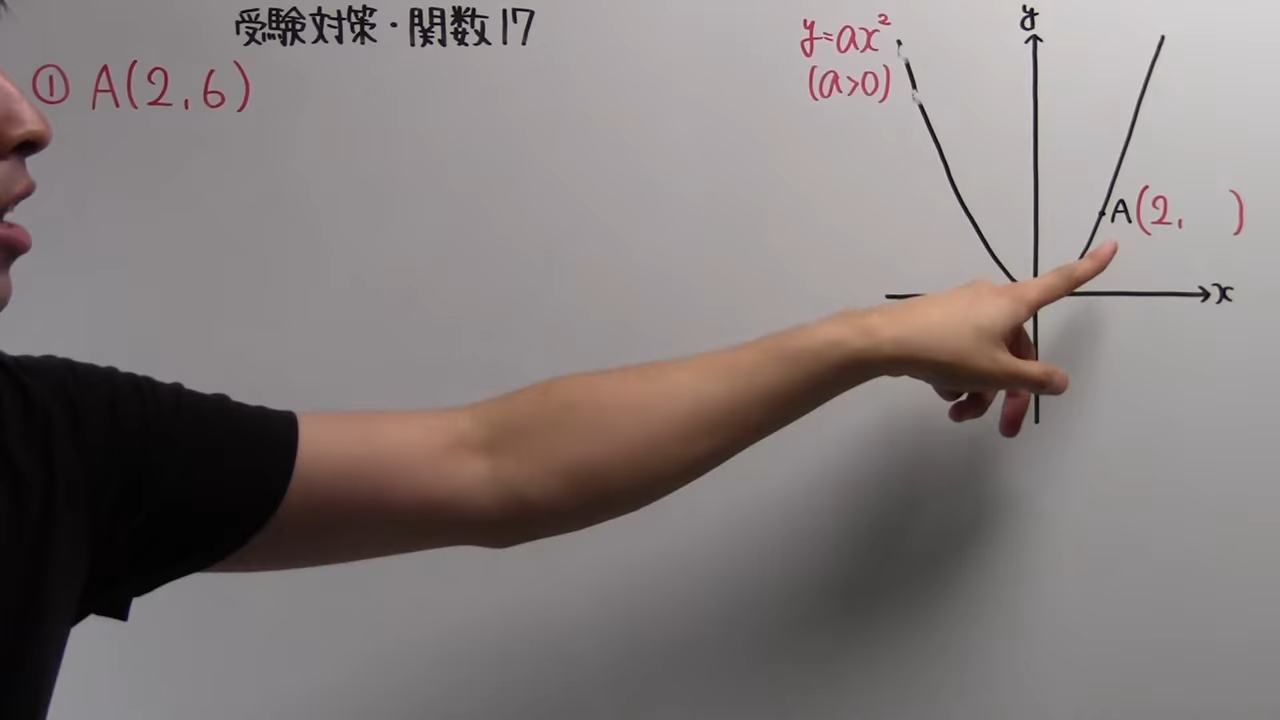 受験対策・関数17
① A(2,6)
y=ax²
(a>0)
y
A(2, )
x